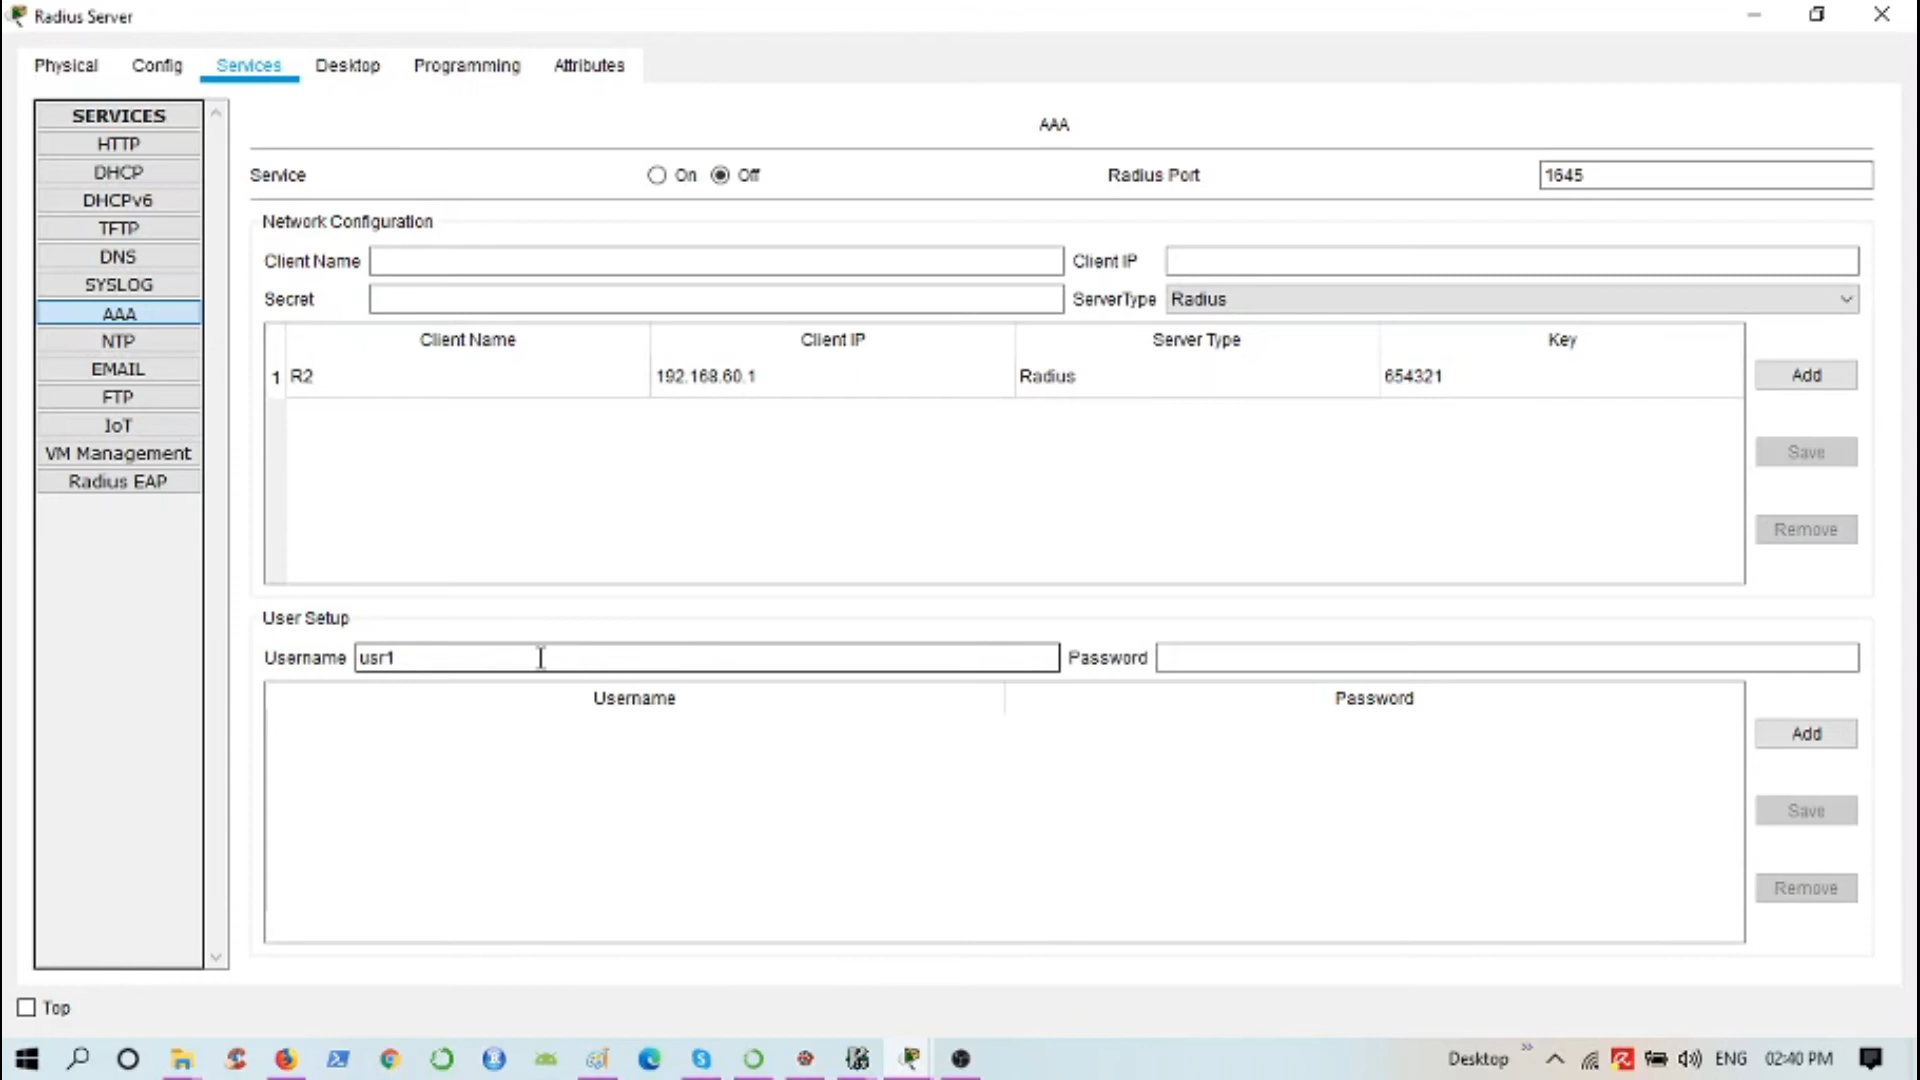 Radius Server
Physical Config Services Desktop Programming Attributes
SERVICES
HTTP
DHCP
DHCPv6
TFTP
DNS
SYSLOG
AAA
NTP
EMAIL
FTP
IoT
VM Management
Radius EAP
AAA
Service On Off Radius Port 1645
Network Configuration
Client Name Client IP
Secret ServerType Radius
Client Name Client IP Server Type Key
1 R2 192.168.60.1 Radius 654321
Add
Save
Remove
User Setup
Username usr1 Password
Username Password
Add
Save
Remove
Top
Desktop » ENG 02:40 PM